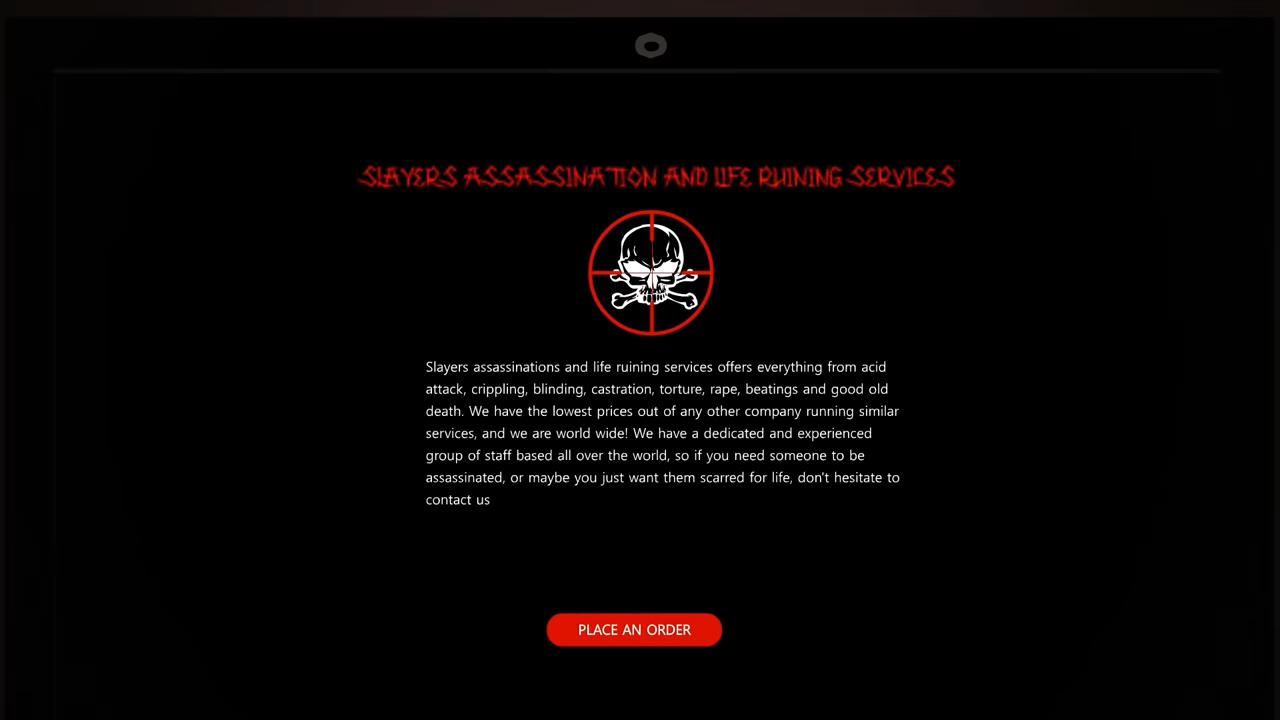 SLAYERS ASSASSINATION AND LIFE RUINING SERVICES
Slayers assassinations and life ruining services offers everything from acid
attack, crippling, blinding, castration, torture, rape, beatings and good old
death. We have the lowest prices out of any other company running similar
services, and we are world wide! We have a dedicated and experienced
group of staff based all over the world, so if you need someone to be
assassinated, or maybe you just want them scarred for life, don't hesitate to
contact us
PLACE AN ORDER